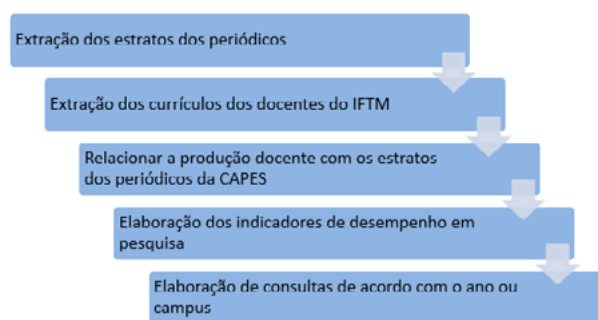 Extração dos estratos dos periódicos
Extração dos currículos dos docentes do IFTM
Relacionar a produção docente com os estratos
dos periódicos da CAPES
Elaboração dos indicadores de desempenho em
pesquisa
Elaboração de consultas de acordo com o ano ou
campus